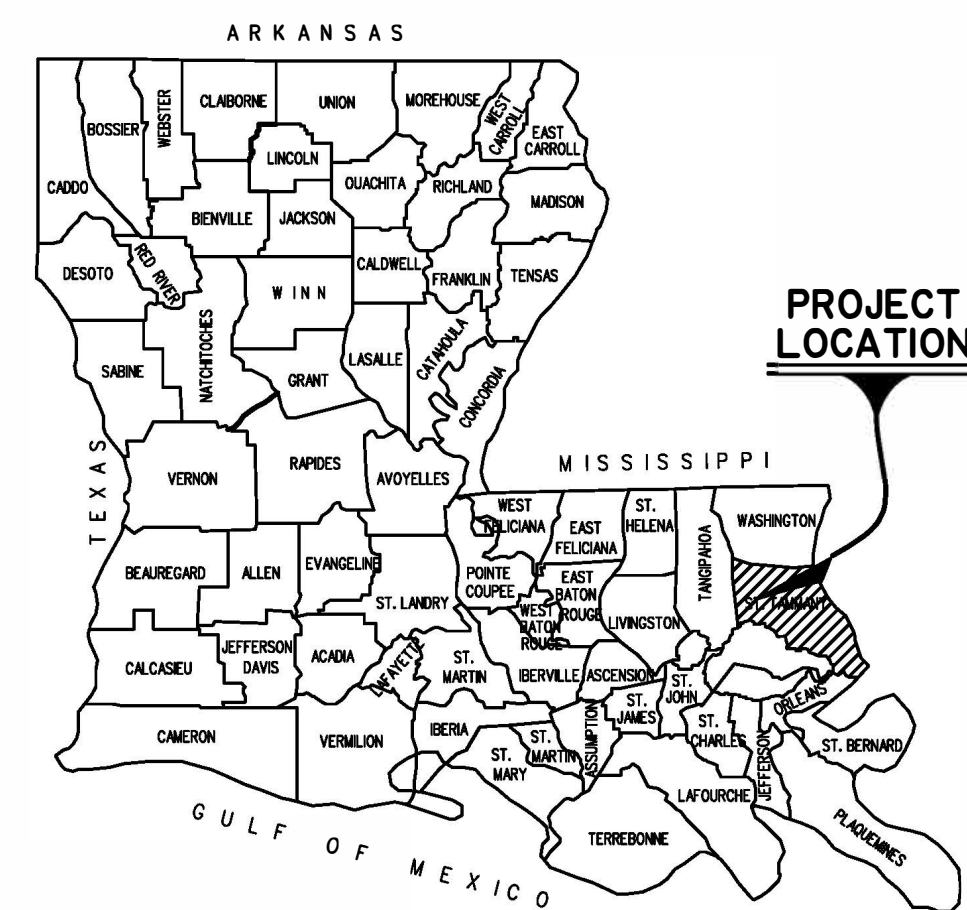 ARKANSAS
CADDO
BOSSIER
WEBSTER
CLAIBORNE
UNION
MOREHOUSE
WEST
CARROLL
EAST
CARROLL
LINCOLN
OUACHITA
RICHLAND
MADISON
BIENVILLE
JACKSON
DESOTO
RED RIVER
CALDWELL
FRANKLIN
TENSAS
WINN
NATCHITOCHES
PROJECT
LOCATION
SABINE
GRANT
LASALLE
CATAHOULA
CONCORDIA
TEXAS
VERNON
RAPIDES
AVOYELLES
MISSISSIPPI
WEST
FELICIANA
EAST
FELICIANA
ST.
HELENA
TANGIPAHOA
WASHINGTON
BEAUREGARD
ALLEN
EVANGELINE
ST. LANDRY
POINTE
COUPEE
EAST
BATON
ROUGE
WEST
BATON
ROUGE
LIVINGSTON
ST. TAMMANY
CALCASIEU
JEFFERSON
DAVIS
ACADIA
LAFAYETTE
ST.
MARTIN
IBERVILLE
ASCENSION
ST.
JOHN
ORLEANS
CAMERON
VERMILION
IBERIA
ST.
MARTIN
ASSUMPTION
ST.
JAMES
ST.
CHARLES
JEFFERSON
ST. BERNARD
ST.
MARY
LAFOURCHE
TERREBONNE
PLAQUEMINES
GULF OF MEXICO